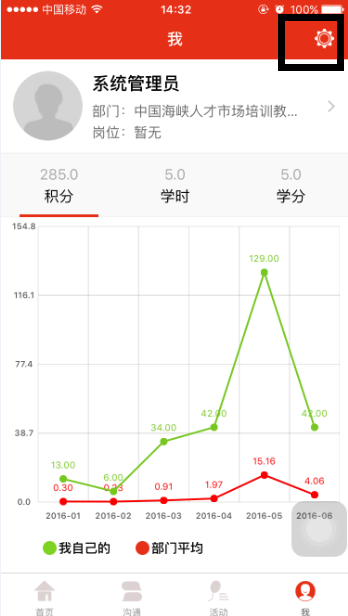 中国移动 14:32 100%
我
系统管理员
部门：中国海峡人才市场培训教...
岗位：暂无
285.0 5.0 5.0
积分 学时 学分
154.8
129.00
116.1
77.4
42.00 42.00
38.7
34.00
13.00
6.00
15.16
0.30 0.23 0.91 1.97 4.06
0.0
2016-01 2016-02 2016-03 2016-04 2016-05 2016-06
我自己的 部门平均
首页 沟通 活动 我